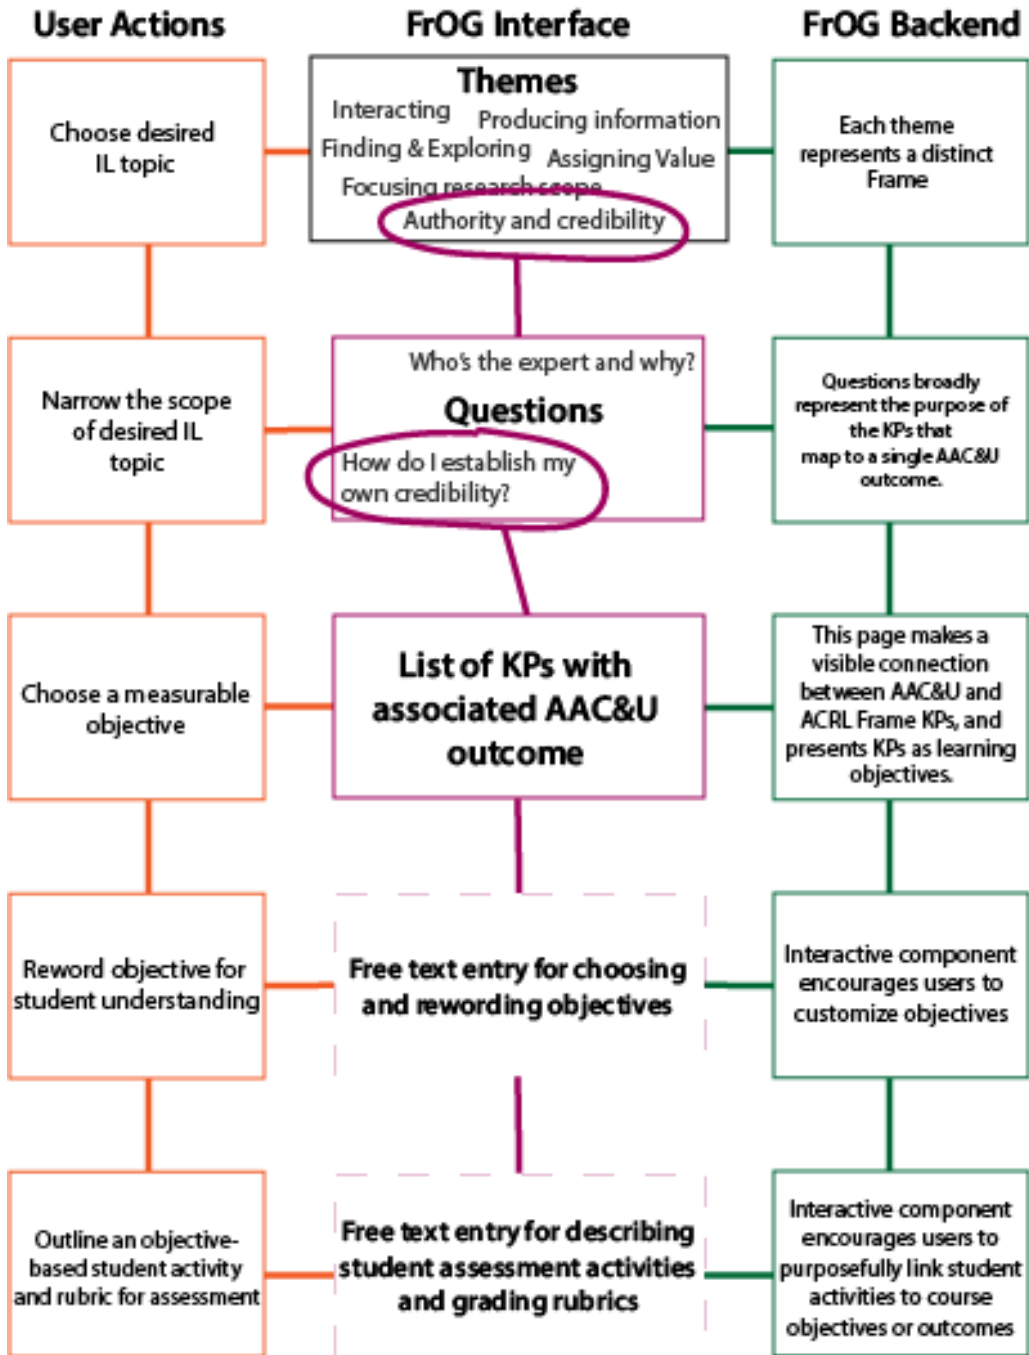 User Actions
FrOG Interface
FrOG Backend
Choose desired
IL topic
Themes
Interacting
Producing information
Finding & Exploring
Assigning Value
Focusing research scope
Authority and credibility
Each theme
represents a distinct
Frame
Narrow the scope
of desired IL
topic
Who's the expert and why?
Questions
How do I establish my
own credibility?
Questions broadly
represent the purpose of
the KPs that
map to a single AAC&U
outcome.
Choose a measurable
objective
List of KPs with
associated AAC&U
outcome
This page makes a
visible connection
between AAC&U and
ACRL Frame KPs, and
presents KPs as learning
objectives.
Reword objective for
student understanding
Free text entry for choosing
and rewording objectives
Interactive component
encourages users to
customize objectives
Outline an objective-
based student activity
and rubric for assessment
Free text entry for describing
student assessment activities
and grading rubrics
Interactive component
encourages users to
purposefully link student
activities to course
objectives or outcomes